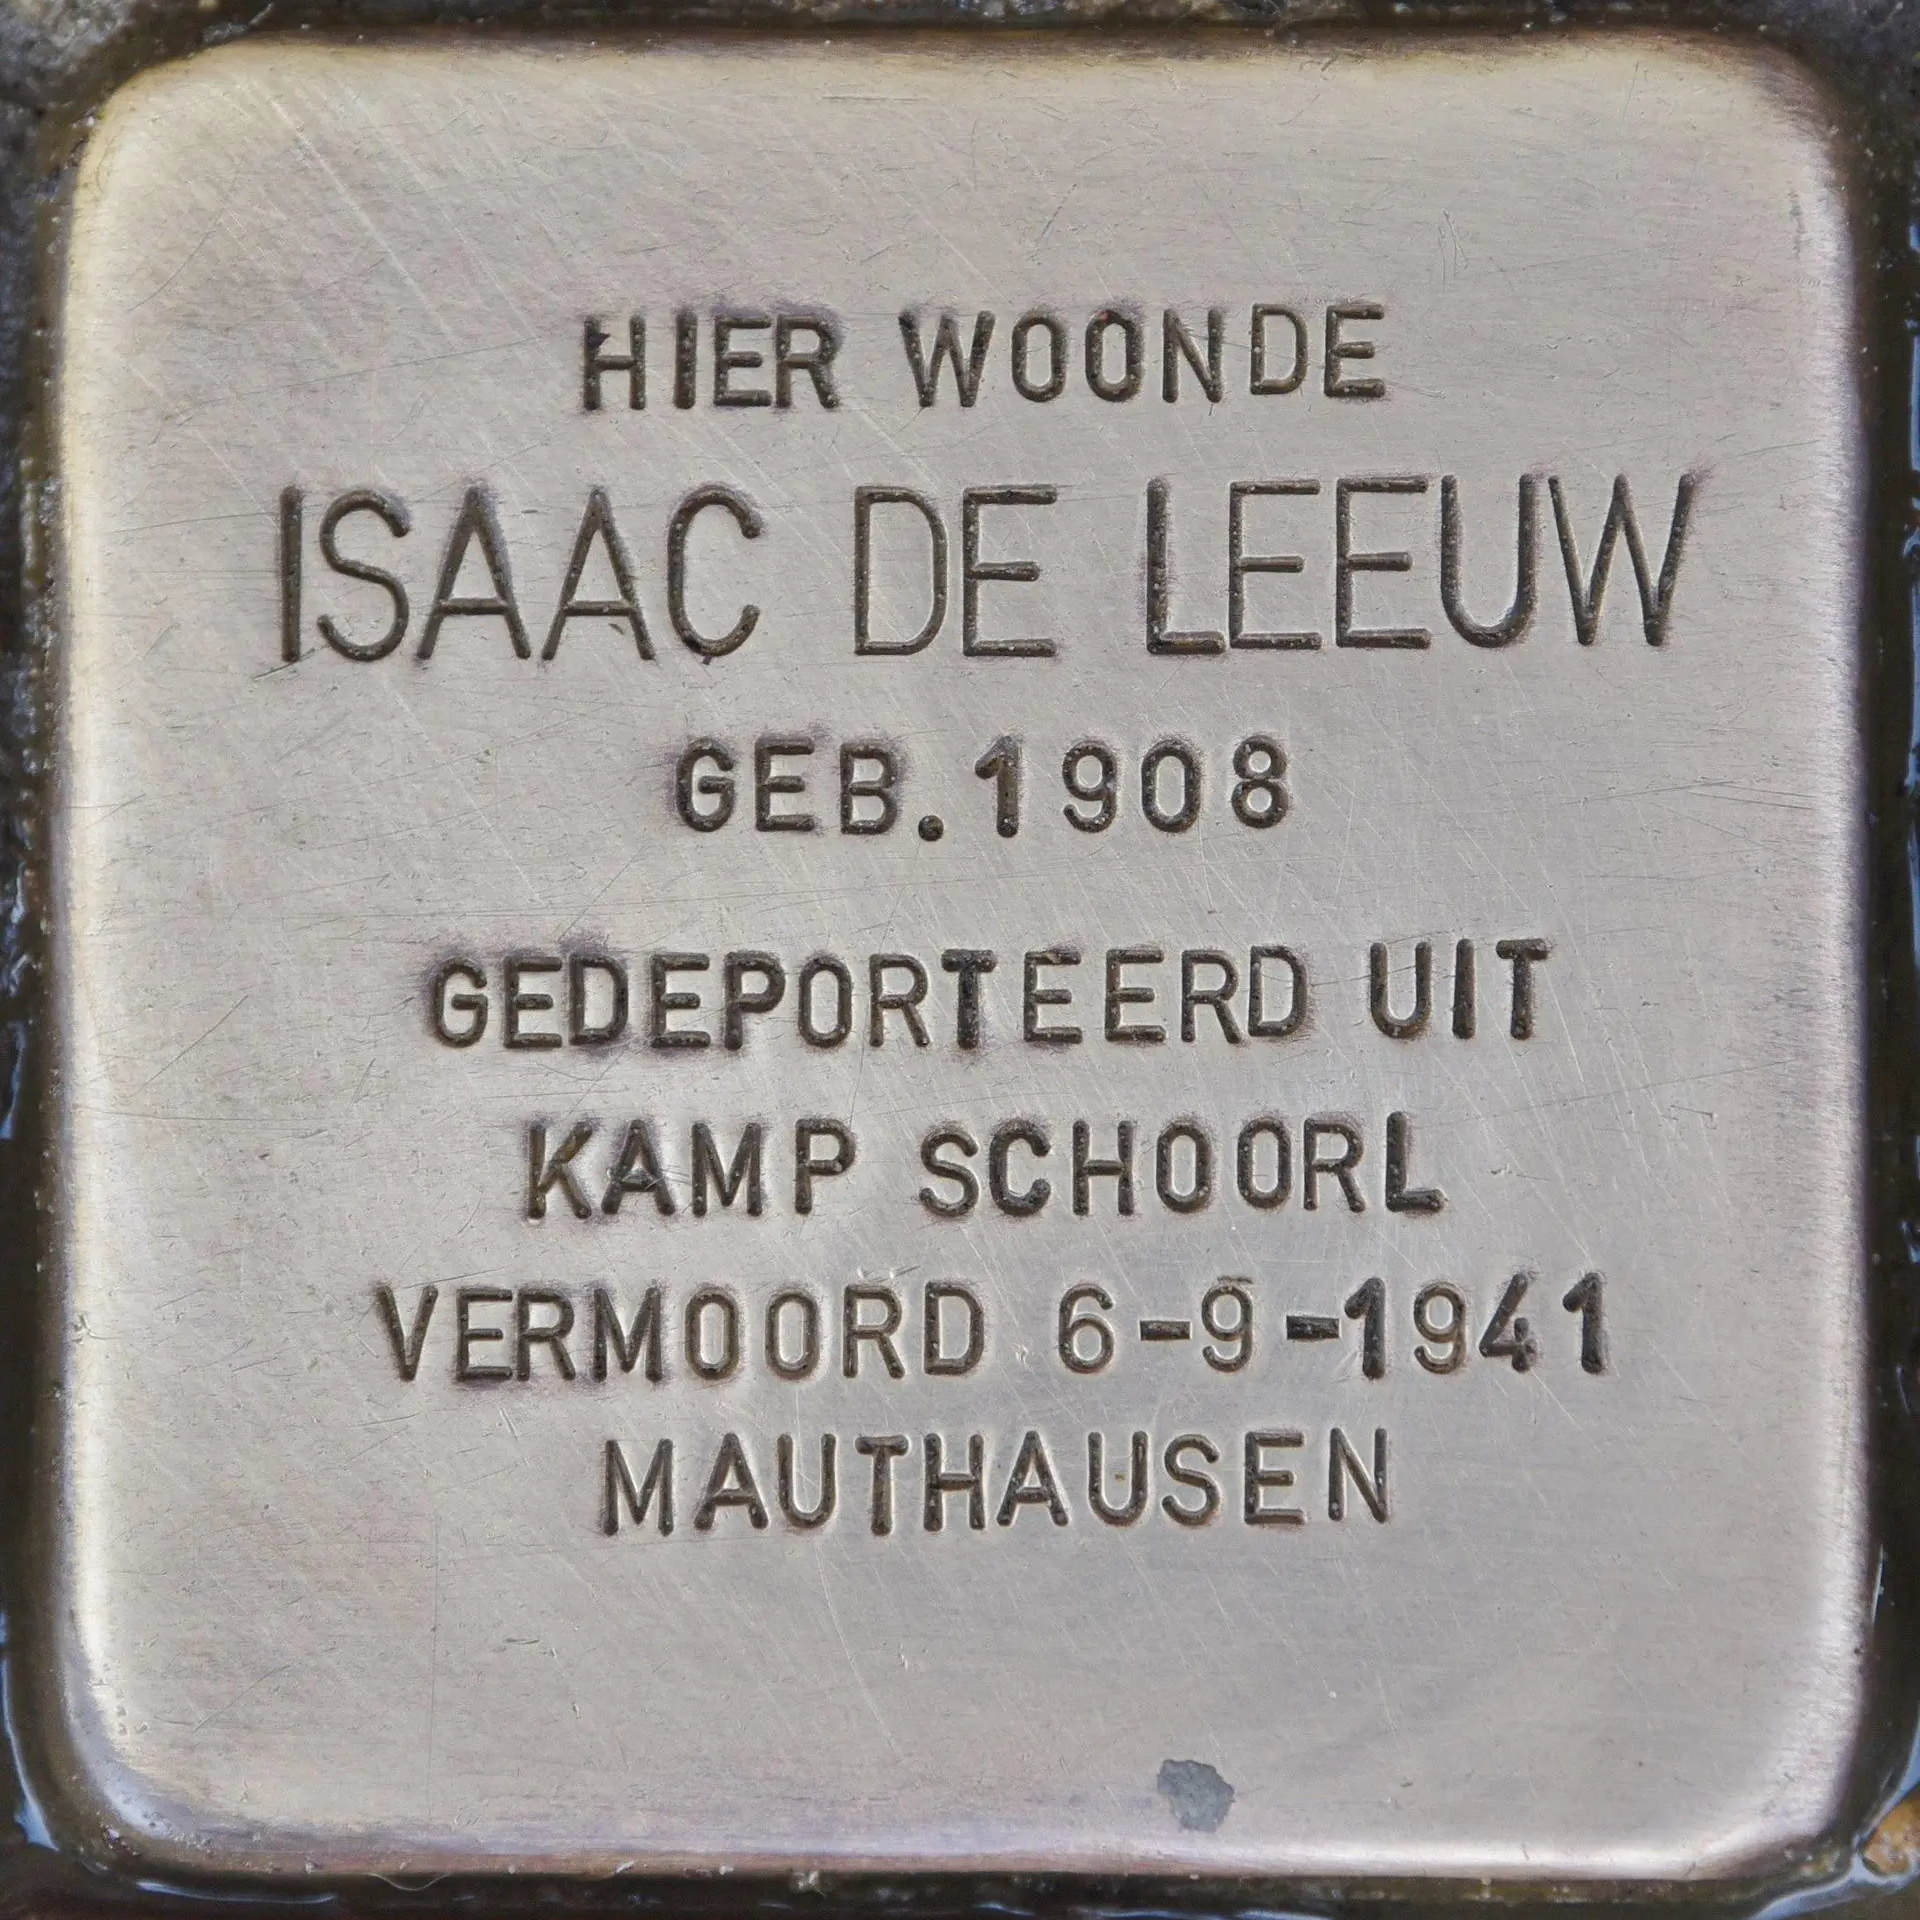 HIER WOONDE
ISAAC DE LEEUW
GEB. 1908
GEDEPORTEERD UIT
KAMP SCHOORL
VERMOORD 6-9-1941
MAUTHAUSEN